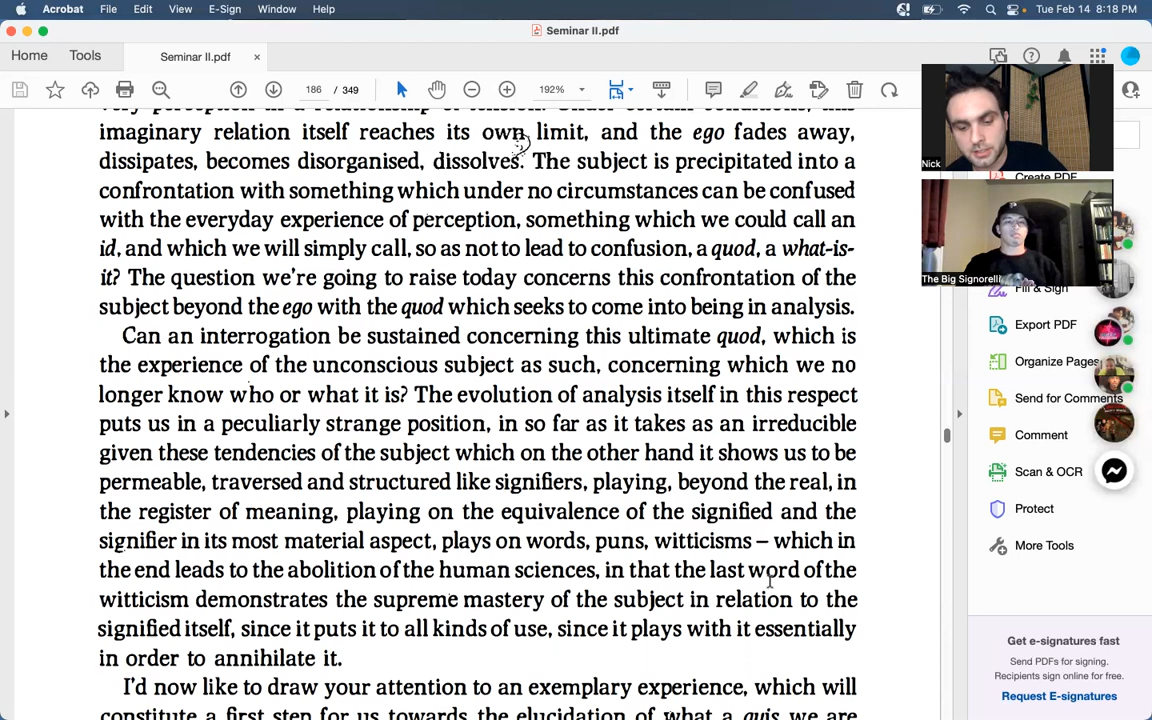 Acrobat File Edit View E-Sign Window Help
Tue Feb 14 8:18 PM
Seminar II.pdf
Home Tools Seminar II.pdf ×
186 / 349
192%
imaginary relation itself reaches its own limit, and the ego fades away,
dissipates, becomes disorganised, dissolves. The subject is precipitated into a
confrontation with something which under no circumstances can be confused
with the everyday experience of perception, something which we could call an
id, and which we will simply call, so as not to lead to confusion, a quod, a what-is-
it? The question we're going to raise today concerns this confrontation of the
subject beyond the ego with the quod which seeks to come into being in analysis.
Can an interrogation be sustained concerning this ultimate quod, which is
the experience of the unconscious subject as such, concerning which we no
longer know who or what it is? The evolution of analysis itself in this respect
puts us in a peculiarly strange position, in so far as it takes as an irreducible
given these tendencies of the subject which on the other hand it shows us to be
permeable, traversed and structured like signifiers, playing, beyond the real, in
the register of meaning, playing on the equivalence of the signified and the
signifier in its most material aspect, plays on words, puns, witticisms – which in
the end leads to the abolition of the human sciences, in that the last word of the
witticism demonstrates the supreme mastery of the subject in relation to the
signified itself, since it puts it to all kinds of use, since it plays with it essentially
in order to annihilate it.
I'd now like to draw your attention to an exemplary experience, which will
constitute a first step for us towards the elucidation of what a quis we are
Nick
The Big Signorelli
Create PDF
Fill & Sign
Export PDF
Organize Pages
Send for Comments
Comment
Scan & OCR
Protect
More Tools
Get e-signatures fast
Send PDFs for signing.
Recipients sign online for free.
Request E-signatures